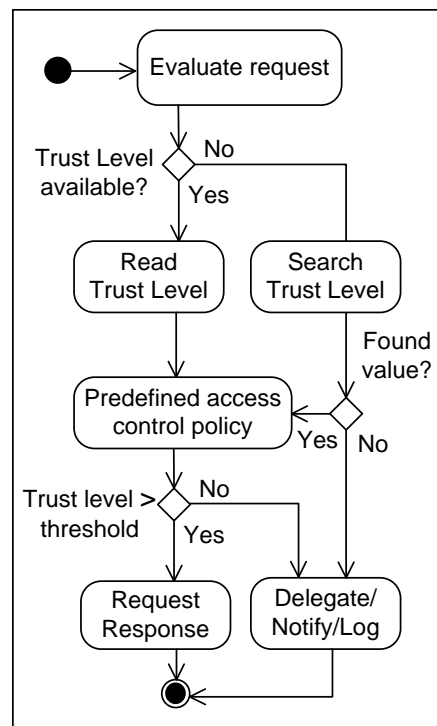 Evaluate request
Trust Level
available?
No
Yes
Read
Trust Level
Search
Trust Level
Found
value?
Predefined access
control policy
Yes
No
Trust level >
threshold
No
Yes
Request
Response
Delegate/
Notify/Log